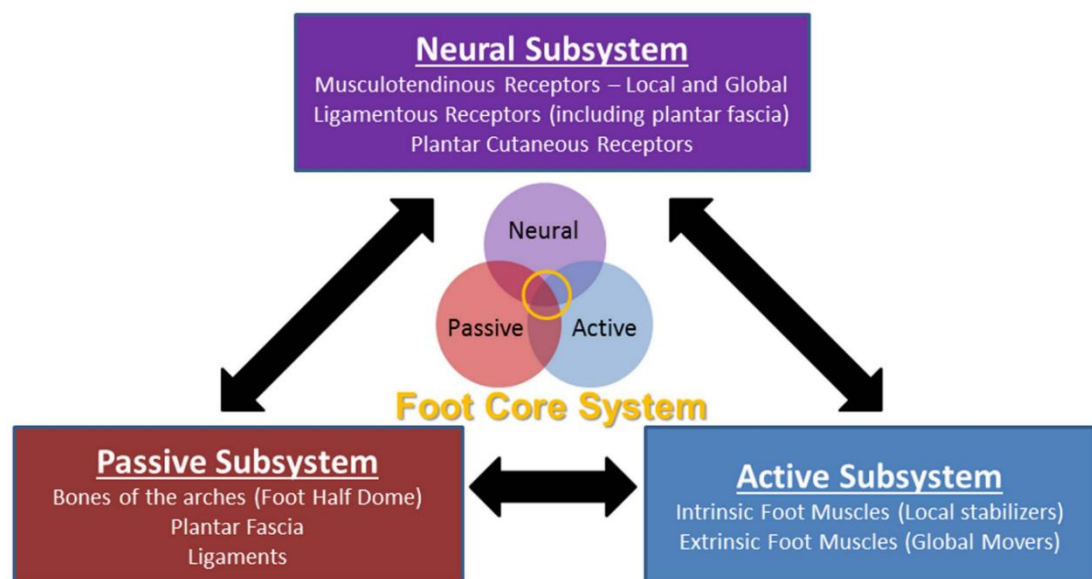 Neural Subsystem
Musculotendinous Receptors – Local and Global
Ligamentous Receptors (including plantar fascia)
Plantar Cutaneous Receptors
Neural
Passive
Active
Foot Core System
Passive Subsystem
Bones of the arches (Foot Half Dome)
Plantar Fascia
Ligaments
Active Subsystem
Intrinsic Foot Muscles (Local stabilizers)
Extrinsic Foot Muscles (Global Movers)